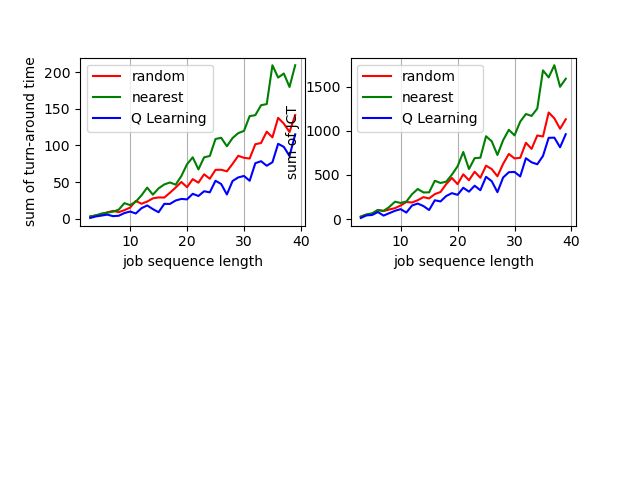 sum of turn-around time
200
150
100
50
0
random
nearest
Q Learning
10
20
30
40
job sequence length
sum of JCT
1500
1000
500
0
random
nearest
Q Learning
10
20
30
40
job sequence length